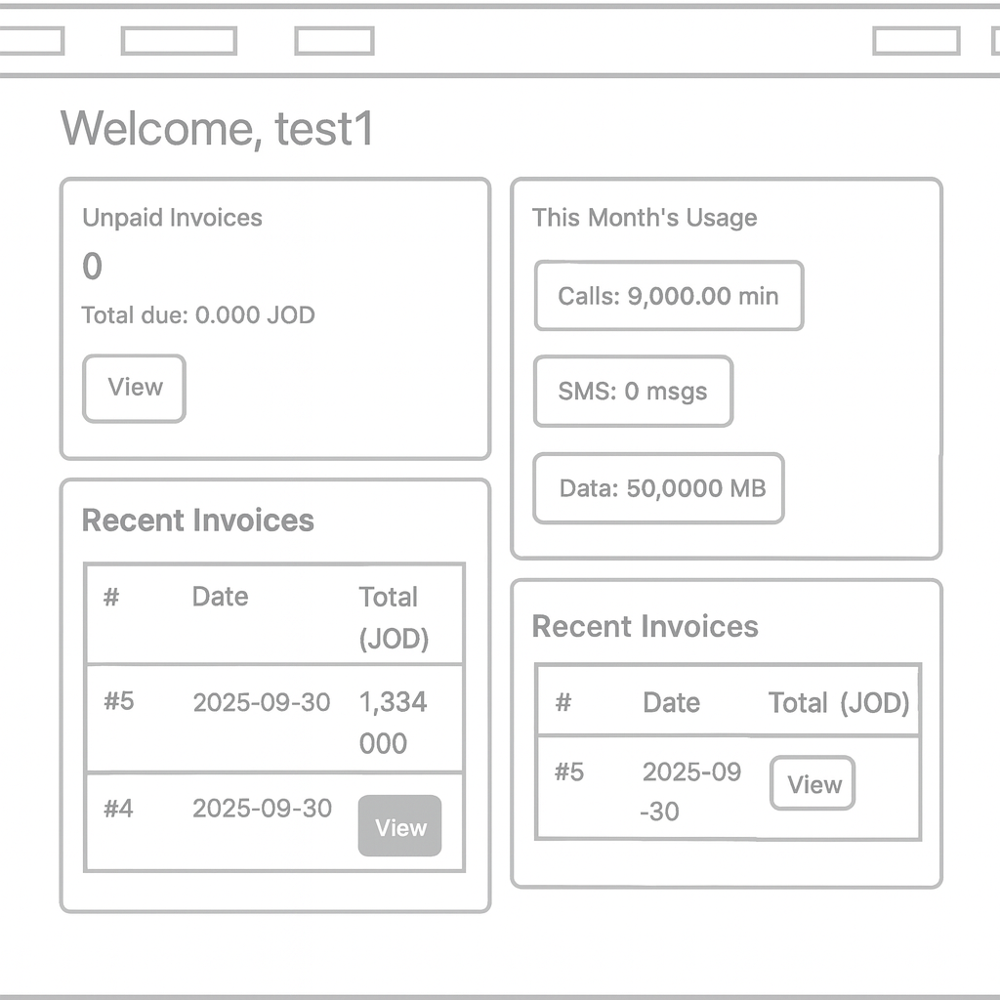 Welcome, test1
Unpaid Invoices
0
Total due: 0.000 JOD
View
This Month's Usage
Calls: 9,000.00 min
SMS: 0 msgs
Data: 50,0000 MB
Recent Invoices
# Date Total
(JOD)
#5 2025-09-30 1,334
000
#4 2025-09-30 View
Recent Invoices
# Date Total (JOD)
#5 2025-09 View
-30